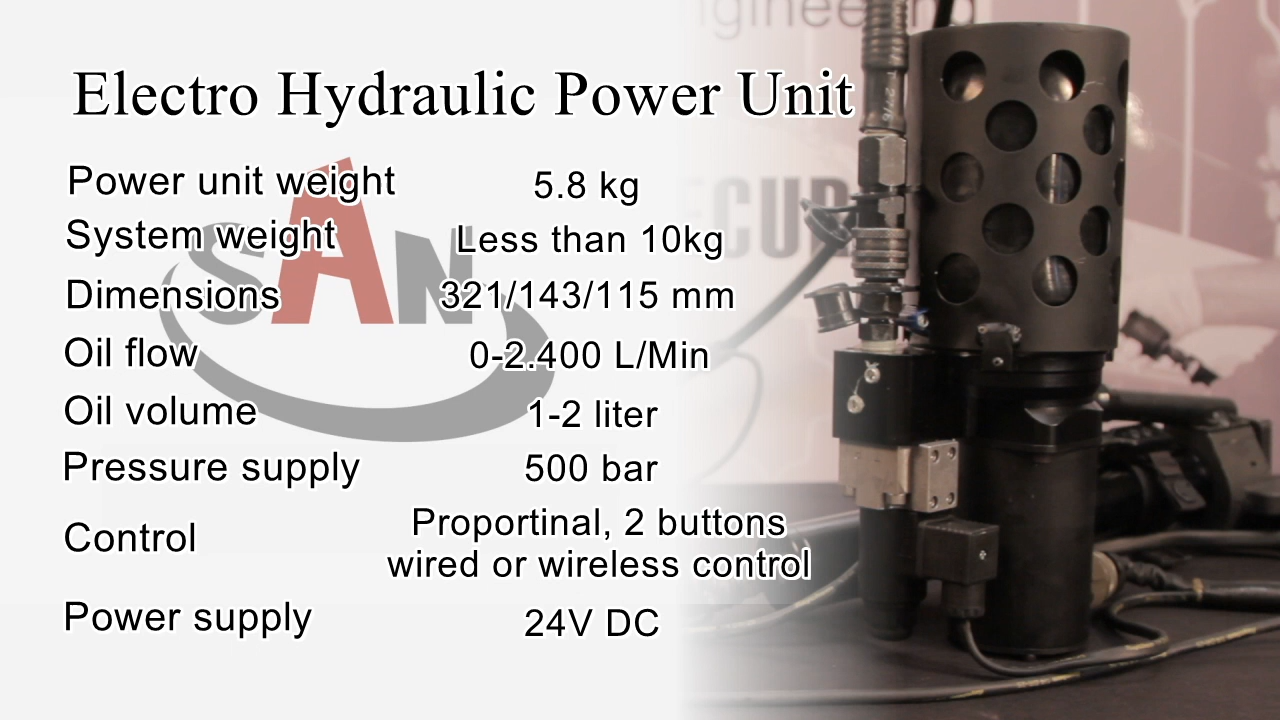 gineering
Electro Hydraulic Power Unit
Power unit weight 5.8 kg
System weight Less than 10kg
SAN
ECUR
Dimensions 321/143/115 mm
Oil flow 0-2.400 L/Min
Oil volume 1-2 liter
Pressure supply 500 bar
Control Proportinal, 2 buttons
wired or wireless control
Power supply 24V DC